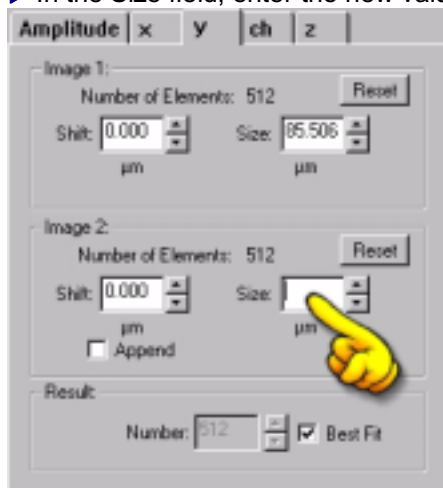 In the Size field, enter the new val
Amplitude x y ch z
Image 1:
Number of Elements: 512 Reset
Shift: 0.000 Size: 85.506
µm µm
Image 2:
Number of Elements: 512 Reset
Shift: 0.000 Size:
µm µm
Append
Result:
Number: 512 Best Fit